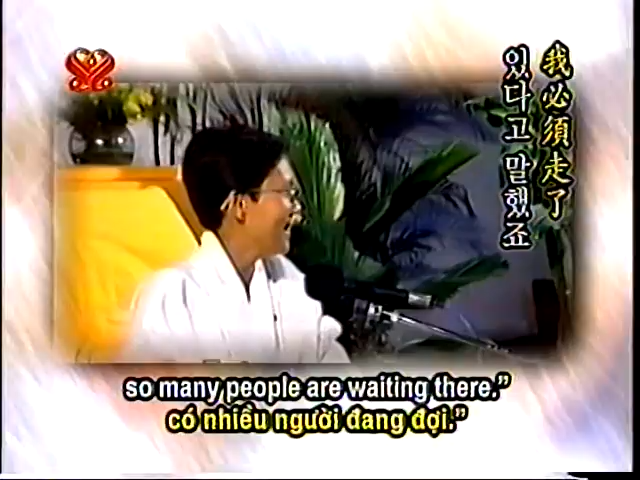 我必須走了
있다고 말했죠
so many people are waiting there."
có nhiều người đang đợi."